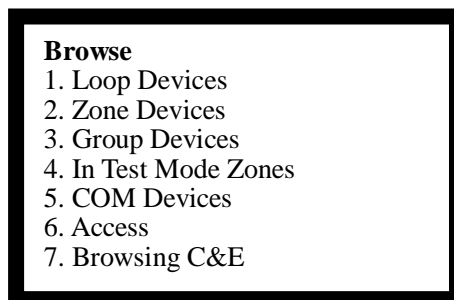 Browse
1. Loop Devices
2. Zone Devices
3. Group Devices
4. In Test Mode Zones
5. COM Devices
6. Access
7. Browsing C&E